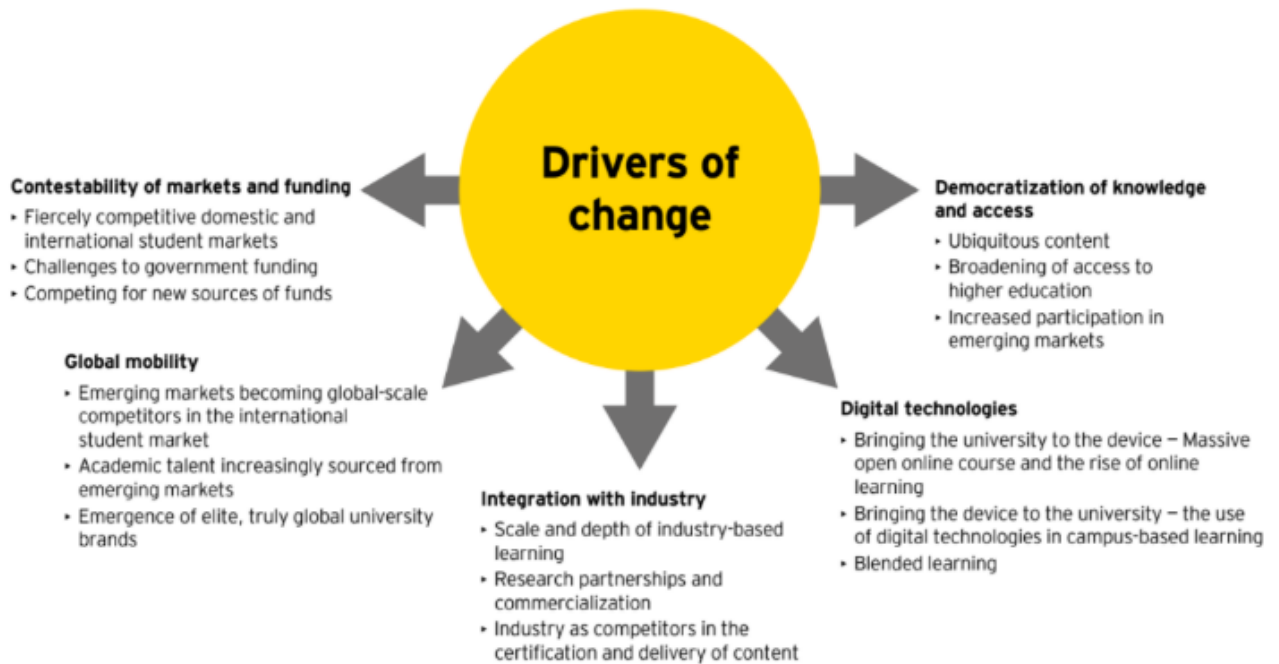 Drivers of
change
Contestability of markets and funding
‣ Fiercely competitive domestic and
international student markets
‣ Challenges to government funding
‣ Competing for new sources of funds
Global mobility
‣ Emerging markets becoming global-scale
competitors in the international
student market
‣ Academic talent increasingly sourced from
emerging markets
‣ Emergence of elite, truly global university
brands
Integration with industry
‣ Scale and depth of industry-based
learning
‣ Research partnerships and
commercialization
‣ Industry as competitors in the
certification and delivery of content
Digital technologies
‣ Bringing the university to the device – Massive
open online course and the rise of online
learning
‣ Bringing the device to the university – the use
of digital technologies in campus-based learning
‣ Blended learning
Democratization of knowledge
and access
‣ Ubiquitous content
‣ Broadening of access to
higher education
‣ Increased participation in
emerging markets